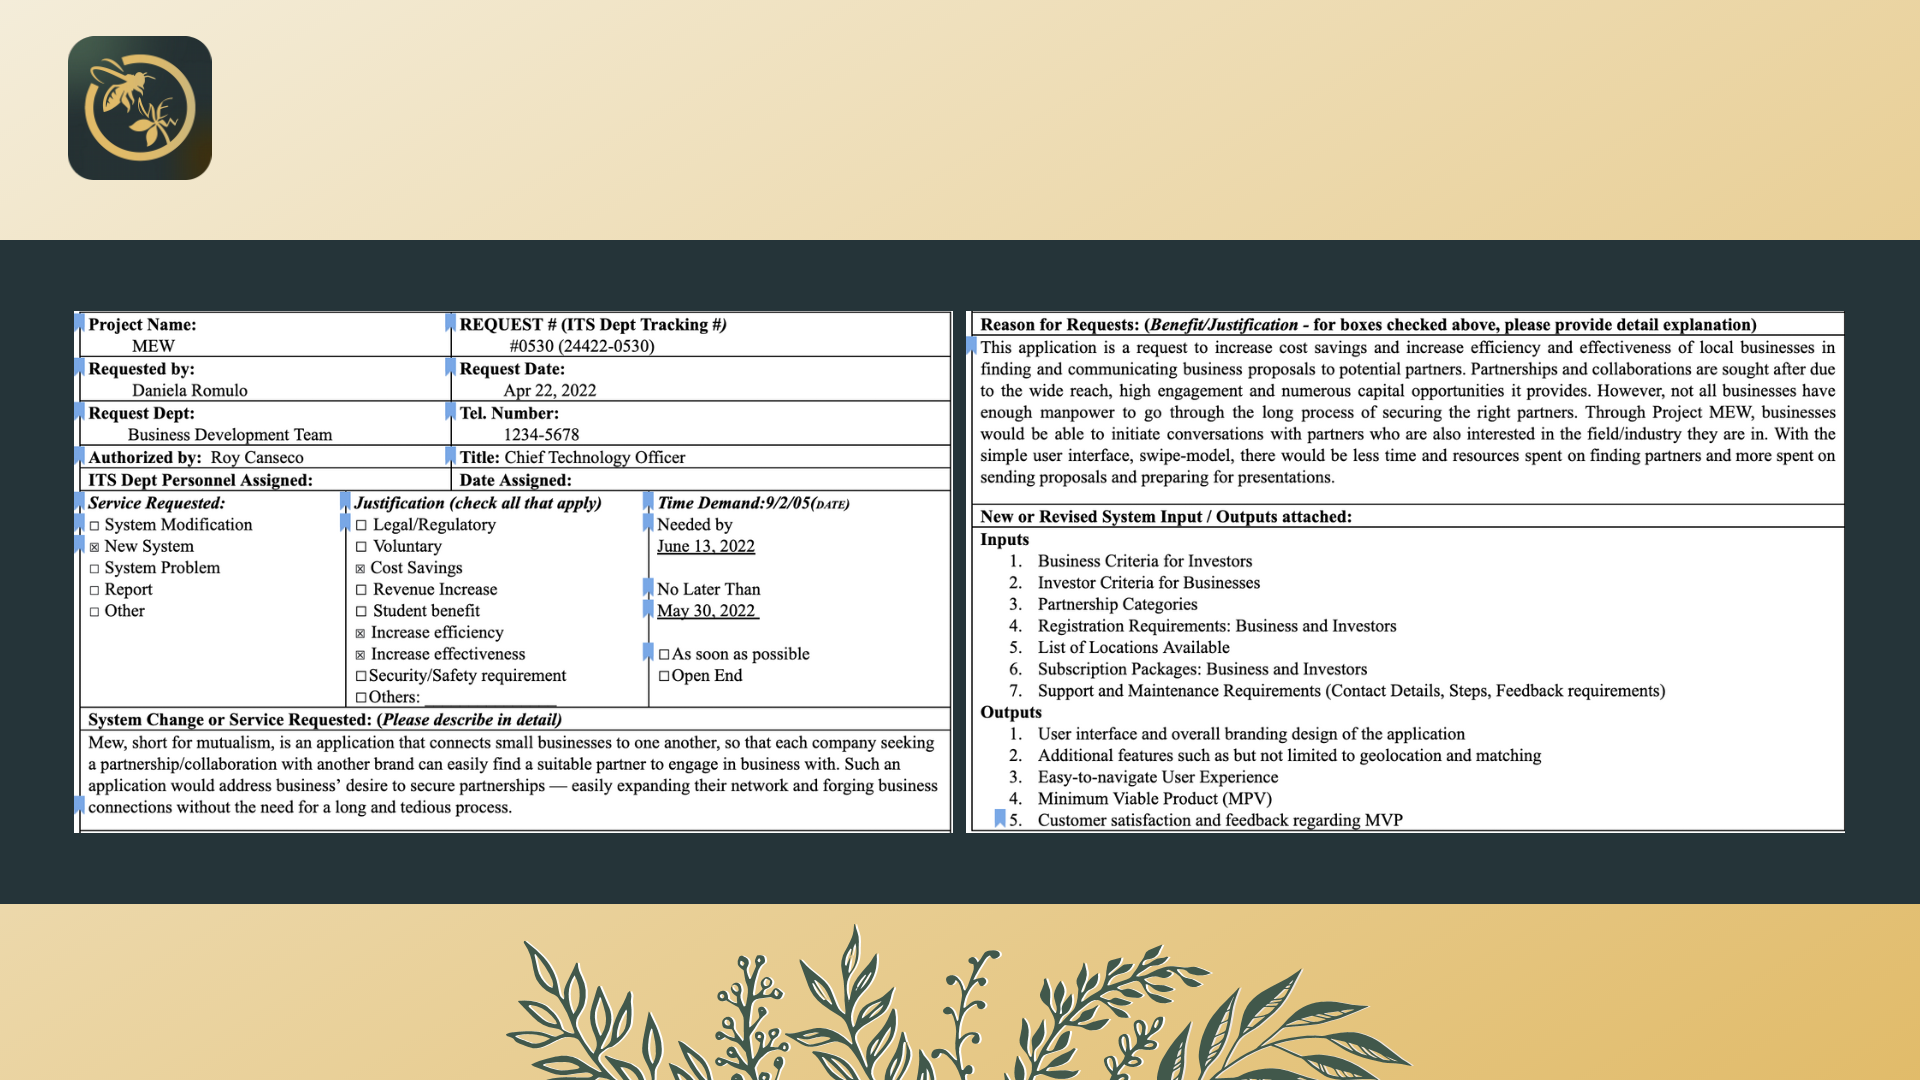 MEW
Project Name:
MEW
REQUEST # (ITS Dept Tracking #)
#0530 (24422-0530)
Requested by:
Daniela Romulo
Request Date:
Apr 22, 2022
Request Dept:
Business Development Team
Tel. Number:
1234-5678
Authorized by: Roy Canseco
Title: Chief Technology Officer
ITS Dept Personnel Assigned:
Date Assigned:
Service Requested:
☐ System Modification
☒ New System
☐ System Problem
☐ Report
☐ Other
Justification (check all that apply)
☐ Legal/Regulatory
☐ Voluntary
☒ Cost Savings
☐ Revenue Increase
☐ Student benefit
☒ Increase efficiency
☒ Increase effectiveness
☐Security/Safety requirement
☐Others: _______________
Time Demand:9/2/05(DATE)
Needed by
June 13, 2022
No Later Than
May 30, 2022
☐As soon as possible
☐Open End
System Change or Service Requested: (Please describe in detail)
Mew, short for mutualism, is an application that connects small businesses to one another, so that each company seeking
a partnership/collaboration with another brand can easily find a suitable partner to engage in business with. Such an
application would address business’ desire to secure partnerships — easily expanding their network and forging business
connections without the need for a long and tedious process.
Reason for Requests: (Benefit/Justification - for boxes checked above, please provide detail explanation)
This application is a request to increase cost savings and increase efficiency and effectiveness of local businesses in
finding and communicating business proposals to potential partners. Partnerships and collaborations are sought after due
to the wide reach, high engagement and numerous capital opportunities it provides. However, not all businesses have
enough manpower to go through the long process of securing the right partners. Through Project MEW, businesses
would be able to initiate conversations with partners who are also interested in the field/industry they are in. With the
simple user interface, swipe-model, there would be less time and resources spent on finding partners and more spent on
sending proposals and preparing for presentations.
New or Revised System Input / Outputs attached:
Inputs
1. Business Criteria for Investors
2. Investor Criteria for Businesses
3. Partnership Categories
4. Registration Requirements: Business and Investors
5. List of Locations Available
6. Subscription Packages: Business and Investors
7. Support and Maintenance Requirements (Contact Details, Steps, Feedback requirements)
Outputs
1. User interface and overall branding design of the application
2. Additional features such as but not limited to geolocation and matching
3. Easy-to-navigate User Experience
4. Minimum Viable Product (MPV)
5. Customer satisfaction and feedback regarding MVP